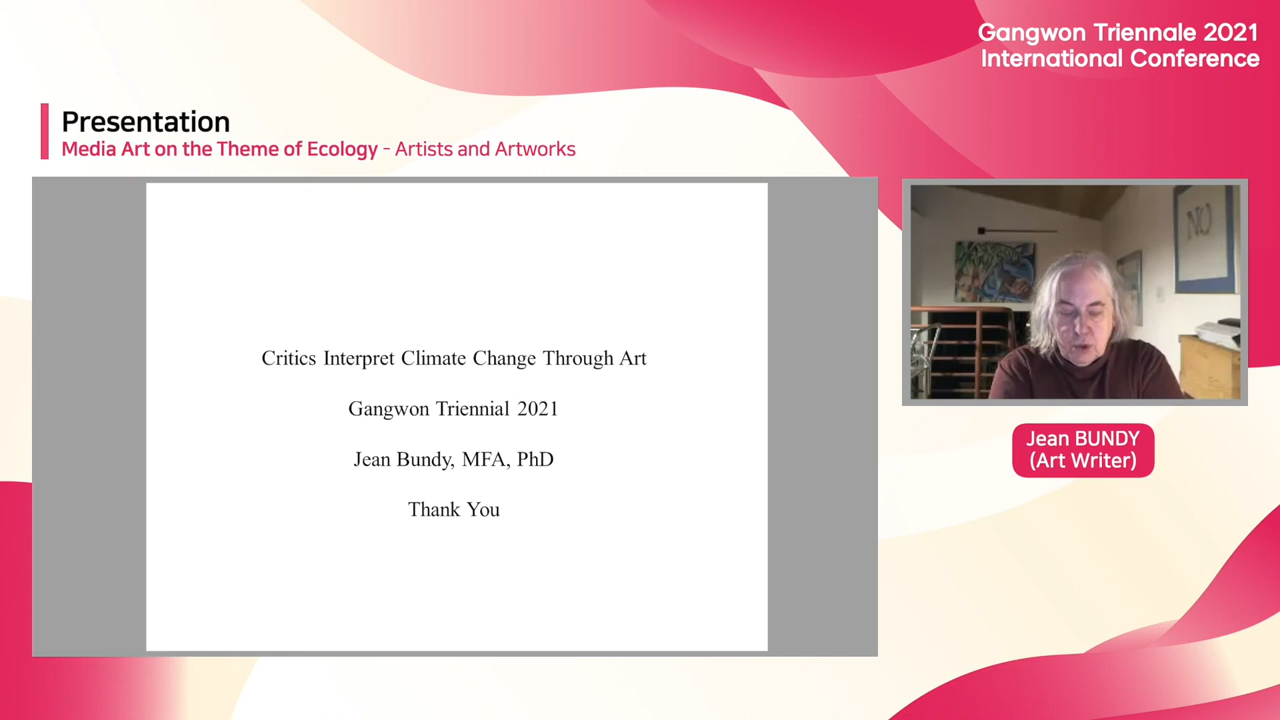 Gangwon Triennale 2021
International Conference
Presentation
Media Art on the Theme of Ecology - Artists and Artworks
Critics Interpret Climate Change Through Art
Gangwon Triennial 2021
Jean Bundy, MFA, PhD
Thank You
NU
Jean BUNDY
(Art Writer)